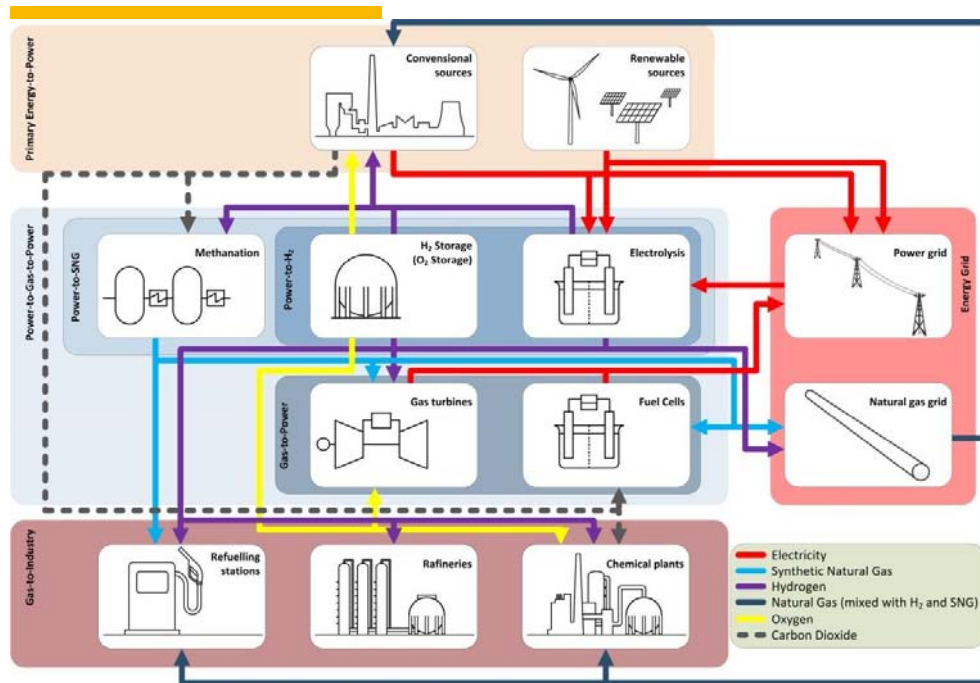 Primary Energy-to-Power
Convensional
sources
Renewable
sources
Power-to-Gas-to-Power
Power-to-SNG
Methanation
Power-to-H₂
H₂ Storage
(O₂ Storage)
Electrolysis
Energy Grid
Power grid
Gas-to-Power
Gas turbines
Fuel Cells
Natural gas grid
Gas-to-Industry
Refuelling
stations
Rafineries
Chemical plants
Electricity
Synthetic Natural Gas
Hydrogen
Natural Gas (mixed with H₂ and SNG)
Oxygen
Carbon Dioxide